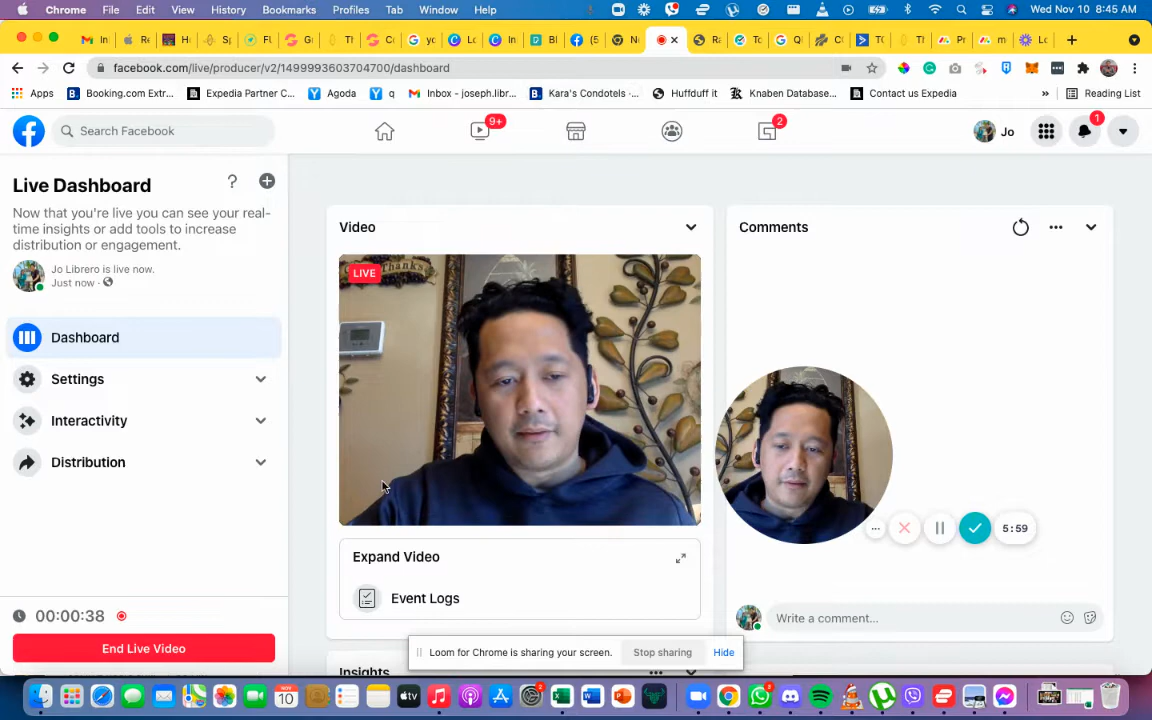 Chrome File Edit View History Bookmarks Profiles Tab Window Help Wed Nov 10 8:45 AM
facebook.com/live/producer/v2/1499993603704700/dashboard
Apps Booking.com Extr... Expedia Partner C... Agoda q Inbox - joseph.libr... Kara's Condotels -... Huffduff it Knaben Database... Contact us Expedia » Reading List
Search Facebook
9+
2
Jo
1
Live Dashboard
Now that you're live you can see your real-
time insights or add tools to increase
distribution or engagement.
Jo Librero is live now.
Just now ·
Dashboard
Settings
Interactivity
Distribution
00:00:38
End Live Video
Video
LIVE
Thanks
Expand Video
Event Logs
Insights
Comments
5:59
Write a comment...
Loom for Chrome is sharing your screen. Stop sharing Hide